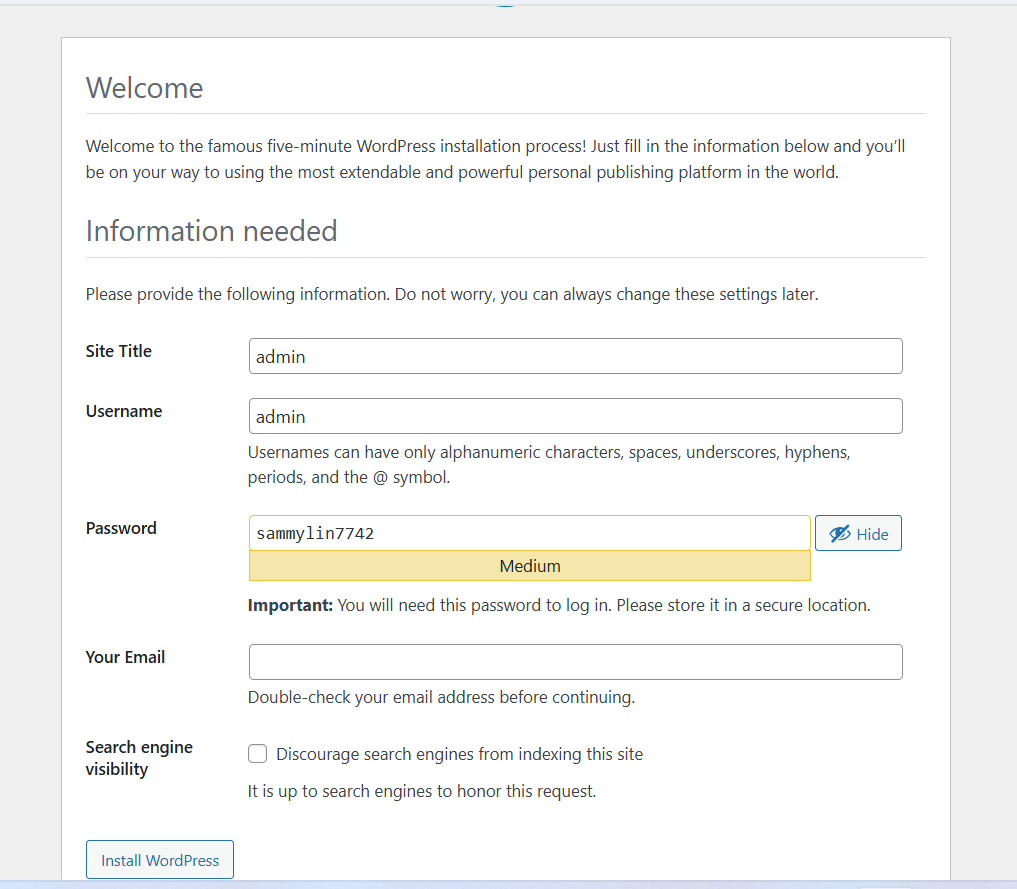 Welcome
Welcome to the famous five-minute WordPress installation process! Just fill in the information below and you’ll
be on your way to using the most extendable and powerful personal publishing platform in the world.
Information needed
Please provide the following information. Do not worry, you can always change these settings later.
Site Title
admin
Username
admin
Usernames can have only alphanumeric characters, spaces, underscores, hyphens,
periods, and the @ symbol.
Password
sammylin7742
Hide
Medium
Important: You will need this password to log in. Please store it in a secure location.
Your Email
Double-check your email address before continuing.
Search engine
visibility
Discourage search engines from indexing this site
It is up to search engines to honor this request.
Install WordPress